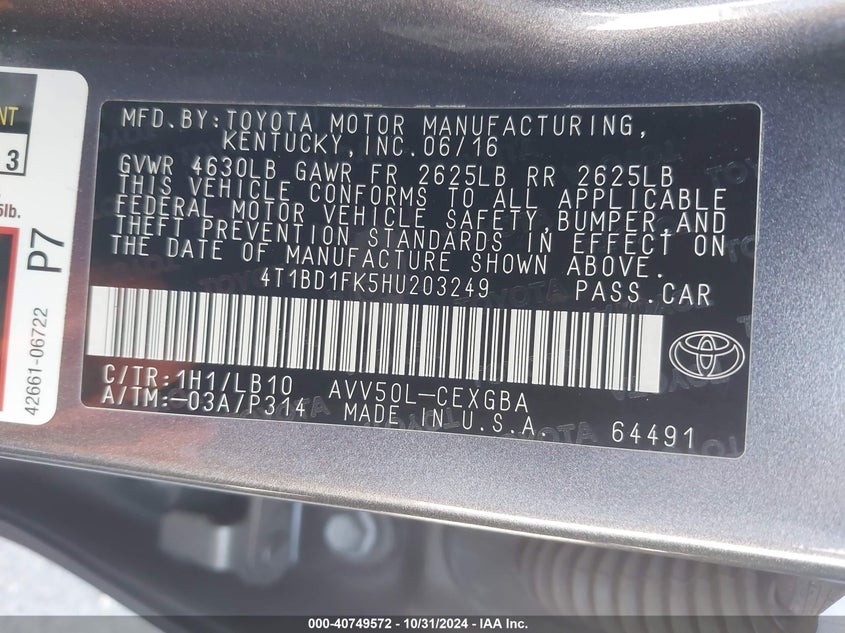 NT
3
5lb.
P7
42661-06722
MFD.BY:TOYOTA MOTOR MANUFACTURING,
KENTUCKY, INC. 06/16
GVWR 4630LB GAWR FR 2625LB RR 2625LB
THIS VEHICLE CONFORMS TO ALL APPLICABLE
FEDERAL MOTOR VEHICLE SAFETY,BUMPER,AND
THEFT PREVENTION STANDARDS IN EFFECT ON
THE DATE OF MANUFACTURE SHOWN ABOVE.
4T1BD1FK5HU203249 PASS.CAR
C/TR:1H1/LB10 AVV50L-CEXGBA
A/TM:-03A/P314 MADE IN U.S.A. 64491
000-40749572 - 10/31/2024 - IAA Inc.